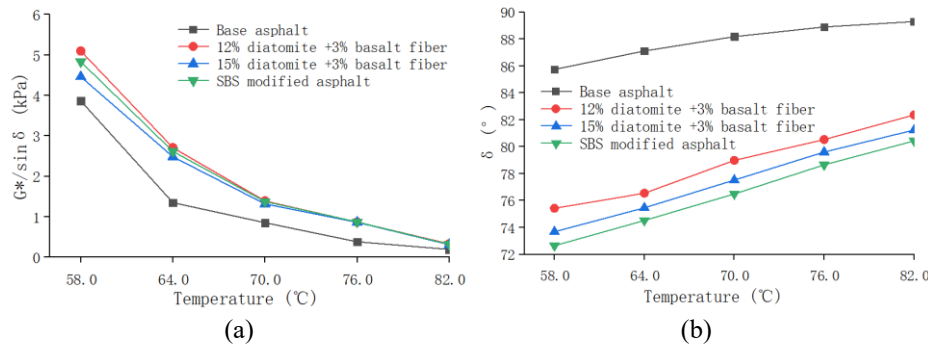 Base asphalt
12% diatomite +3% basalt fiber
15% diatomite +3% basalt fiber
SBS modified asphalt
G*/sin δ (kPa)
6
5
4
3
2
1
0
58.0 64.0 70.0 76.0 82.0
Temperature (℃)
(a)
Base asphalt
12% diatomite +3% basalt fiber
15% diatomite +3% basalt fiber
SBS modified asphalt
δ (°)
90
88
86
84
82
80
78
76
74
72
58.0 64.0 70.0 76.0 82.0
Temperature (℃)
(b)